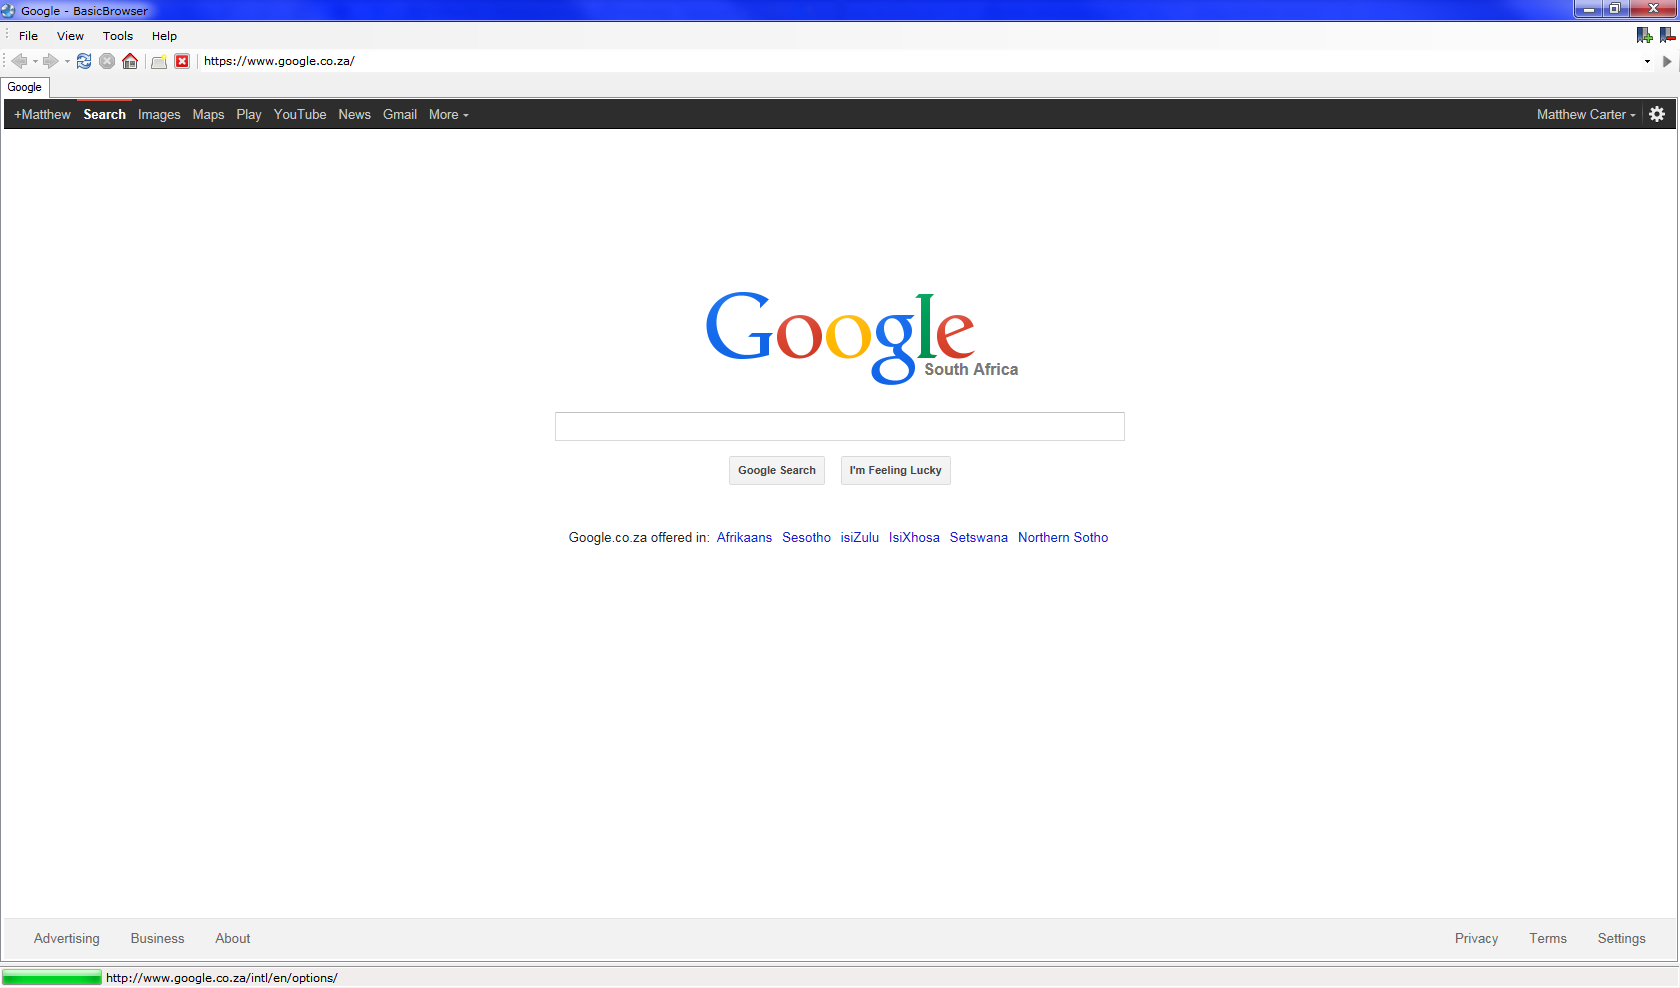 Google - BasicBrowser
File View Tools Help
https://www.google.co.za/
Google
+Matthew Search Images Maps Play YouTube News Gmail More Matthew Carter
Google
South Africa
Google Search I'm Feeling Lucky
Google.co.za offered in: Afrikaans Sesotho isiZulu IsiXhosa Setswana Northern Sotho
Advertising Business About Privacy Terms Settings
http://www.google.co.za/intl/en/options/